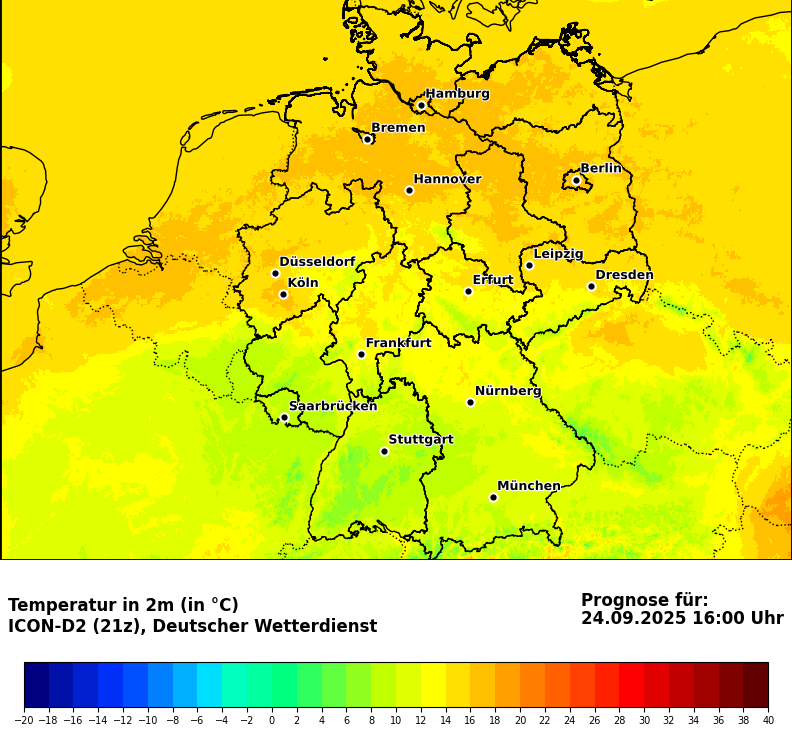 Hamburg
Bremen
Berlin
Hannover
Leipzig
Düsseldorf
Dresden
Köln
Erfurt
Frankfurt
Nürnberg
Saarbrücken
Stuttgart
München
Temperatur in 2m (in °C)
ICON-D2 (21z), Deutscher Wetterdienst
Prognose für:
24.09.2025 16:00 Uhr
−20 −18 −16 −14 −12 −10 −8 −6 −4 −2 0 2 4 6 8 10 12 14 16 18 20 22 24 26 28 30 32 34 36 38 40